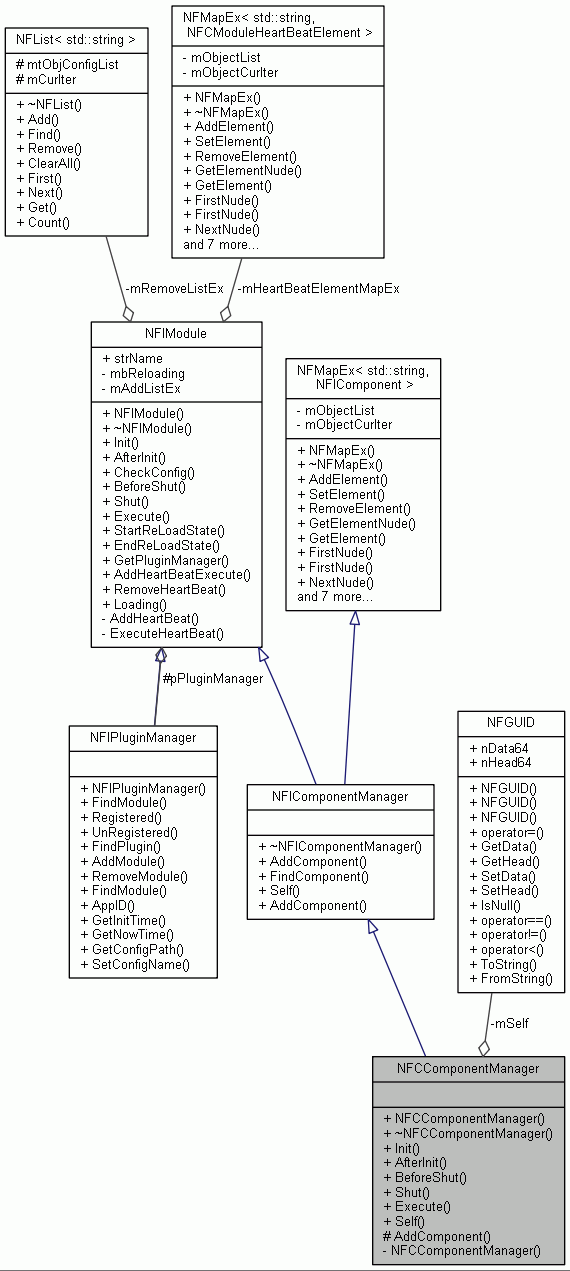 NFList< std::string >
# mtObjConfigList
# mCurIter
+ ~NFList()
+ Add()
+ Find()
+ Remove()
+ ClearAll()
+ First()
+ Next()
+ Get()
+ Count()
NFMapEx< std::string,
NFCModuleHeartBeatElement >
- mObjectList
- mObjectCurIter
+ NFMapEx()
+ ~NFMapEx()
+ AddElement()
+ SetElement()
+ RemoveElement()
+ GetElementNude()
+ GetElement()
+ FirstNude()
+ FirstNude()
+ NextNude()
and 7 more...
-mRemoveListEx
-mHeartBeatElementMapEx
NFIModule
+ strName
- mbReloading
- mAddListEx
+ NFIModule()
+ ~NFIModule()
+ Init()
+ AfterInit()
+ CheckConfig()
+ BeforeShut()
+ Shut()
+ Execute()
+ StartReLoadState()
+ EndReLoadState()
+ GetPluginManager()
+ AddHeartBeatExecute()
+ RemoveHeartBeat()
+ Loading()
- AddHeartBeat()
- ExecuteHeartBeat()
NFMapEx< std::string,
NFIComponent >
- mObjectList
- mObjectCurIter
+ NFMapEx()
+ ~NFMapEx()
+ AddElement()
+ SetElement()
+ RemoveElement()
+ GetElementNude()
+ GetElement()
+ FirstNude()
+ FirstNude()
+ NextNude()
and 7 more...
#pPluginManager
NFIPluginManager
+ NFIPluginManager()
+ FindModule()
+ Registered()
+ UnRegistered()
+ FindPlugin()
+ AddModule()
+ RemoveModule()
+ FindModule()
+ AppID()
+ GetInitTime()
+ GetNowTime()
+ GetConfigPath()
+ SetConfigName()
NFIComponentManager
+ ~NFIComponentManager()
+ AddComponent()
+ FindComponent()
+ Self()
+ AddComponent()
NFGUID
+ nData64
+ nHead64
+ NFGUID()
+ NFGUID()
+ NFGUID()
+ operator=()
+ GetData()
+ GetHead()
+ SetData()
+ SetHead()
+ IsNull()
+ operator==()
+ operator!=()
+ operator<()
+ ToString()
+ FromString()
-mSelf
NFCComponentManager
+ NFCComponentManager()
+ ~NFCComponentManager()
+ Init()
+ AfterInit()
+ BeforeShut()
+ Shut()
+ Execute()
+ Self()
# AddComponent()
- NFCComponentManager()